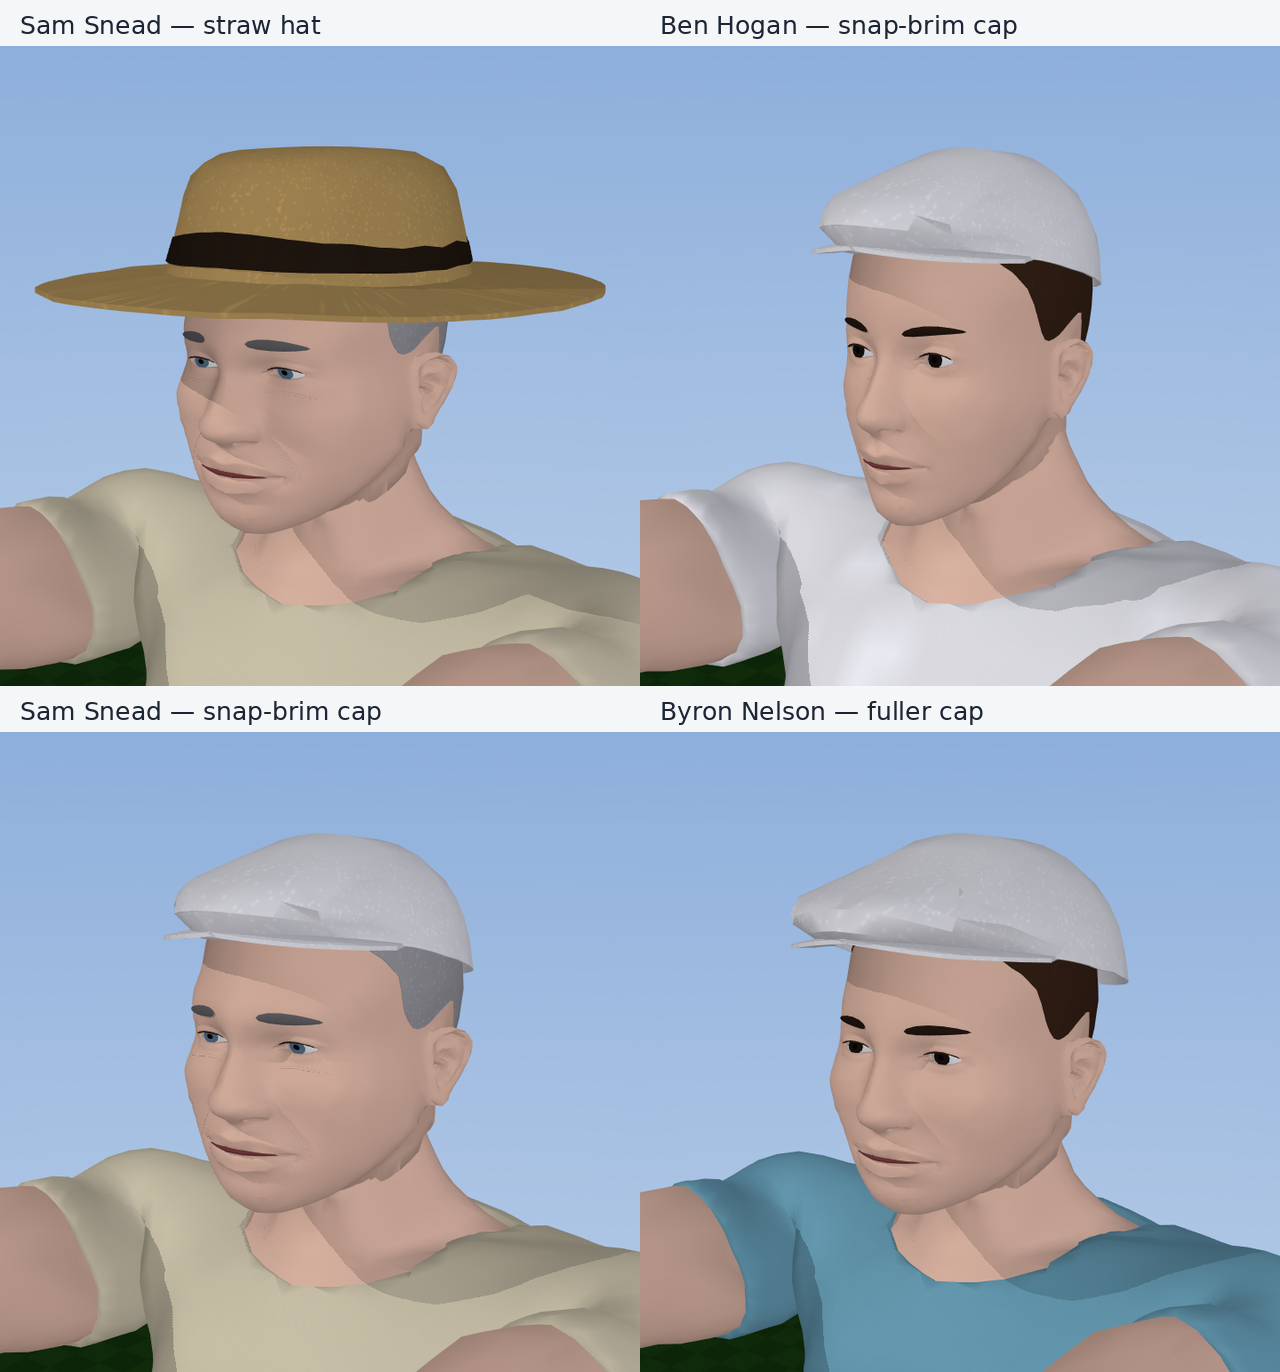 Sam Snead — straw hat
Ben Hogan — snap-brim cap
Sam Snead — snap-brim cap
Byron Nelson — fuller cap